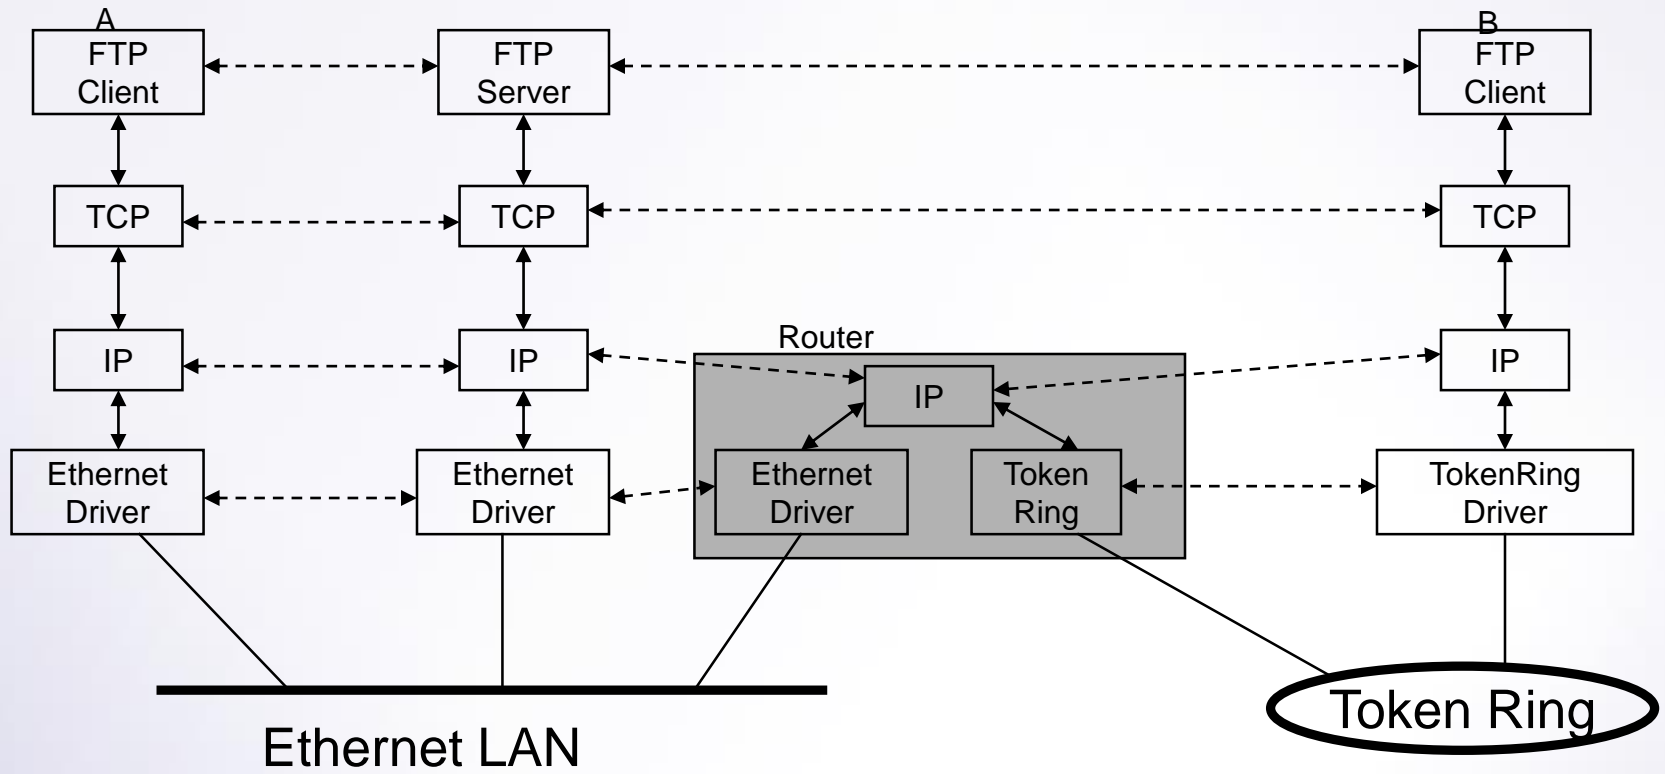 A
FTP
Client
FTP
Server
B
FTP
Client
TCP
TCP
TCP
IP
IP
Router
IP
IP
Ethernet
Driver
Ethernet
Driver
Ethernet
Driver
Token
Ring
TokenRing
Driver
Ethernet LAN
Token Ring